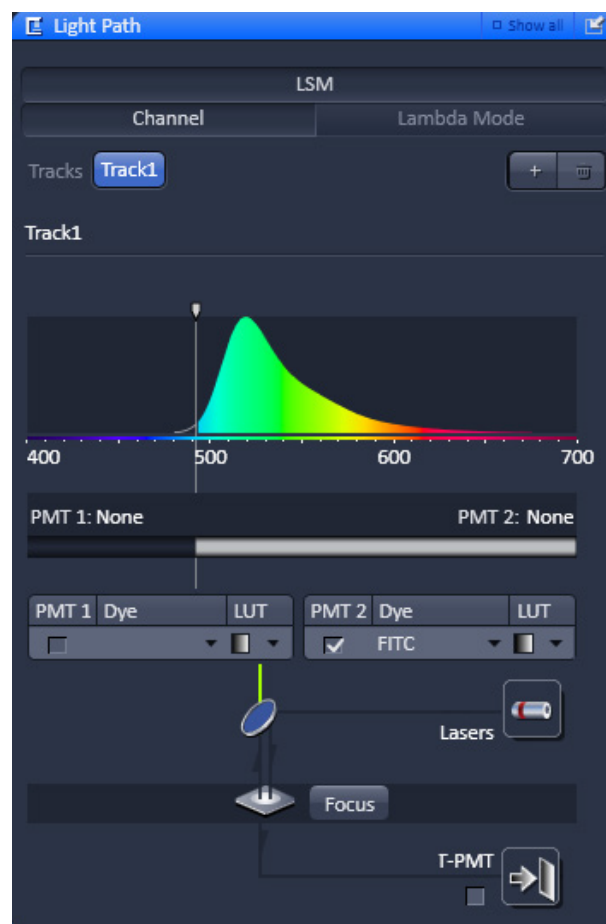 Light Path Show all
LSM
Channel Lambda Mode
Tracks Track1 +
Track1
400 500 600 700
PMT 1: None PMT 2: None
PMT 1 Dye LUT PMT 2 Dye LUT
FITC
Lasers
Focus
T-PMT